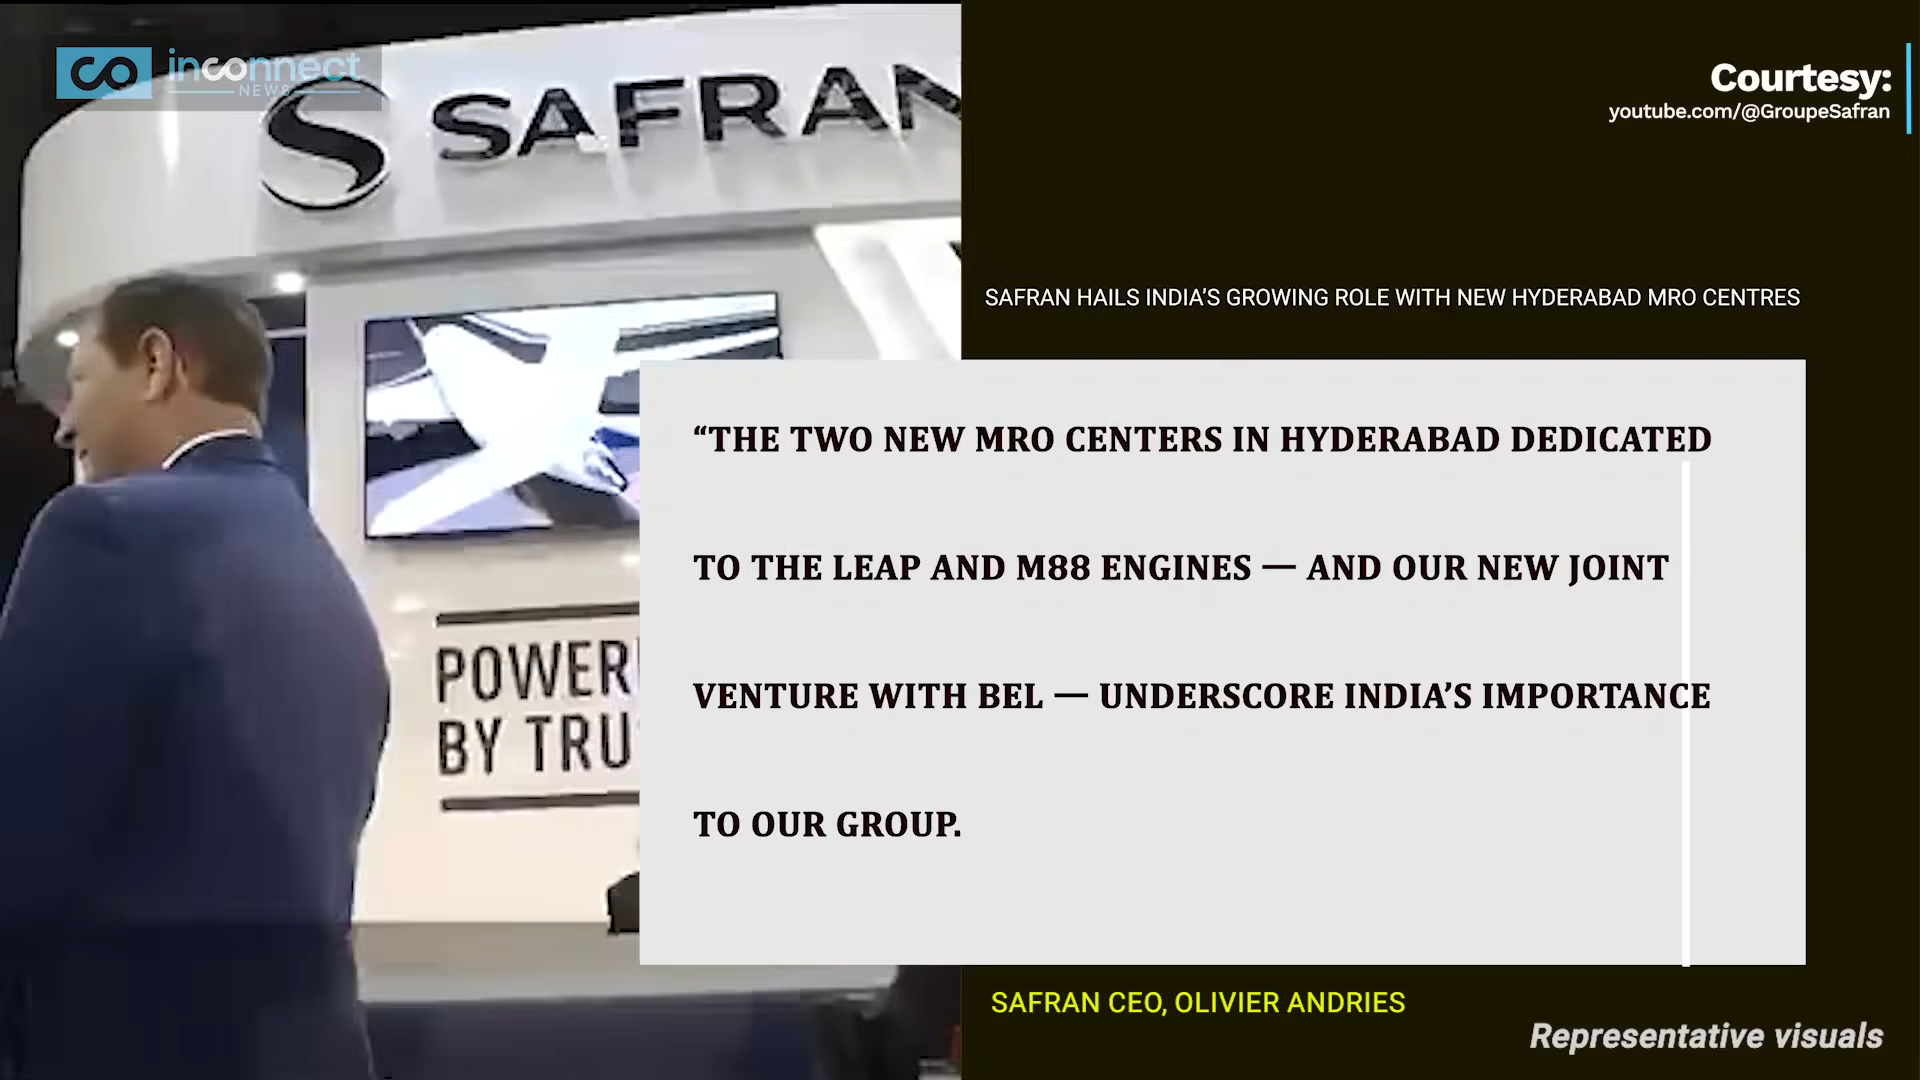 inconnect
NEWS
SAFRAN
POWER
BY TRU
Courtesy:
youtube.com/@GroupeSafran
SAFRAN HAILS INDIA’S GROWING ROLE WITH NEW HYDERABAD MRO CENTRES
“THE TWO NEW MRO CENTERS IN HYDERABAD DEDICATED
TO THE LEAP AND M88 ENGINES — AND OUR NEW JOINT
VENTURE WITH BEL — UNDERSCORE INDIA’S IMPORTANCE
TO OUR GROUP.
SAFRAN CEO, OLIVIER ANDRIES
Representative visuals